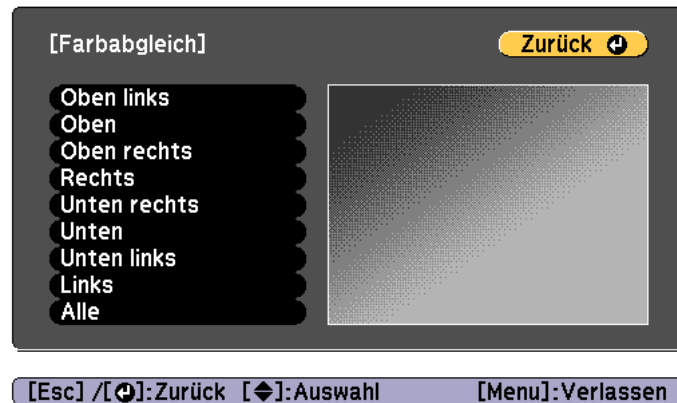 [Farbabgleich]
Zurück
Oben links
Oben
Oben rechts
Rechts
Unten rechts
Unten
Unten links
Links
Alle
[Esc] /[⏎]:Zurück [◆]:Auswahl [Menu]:Verlassen